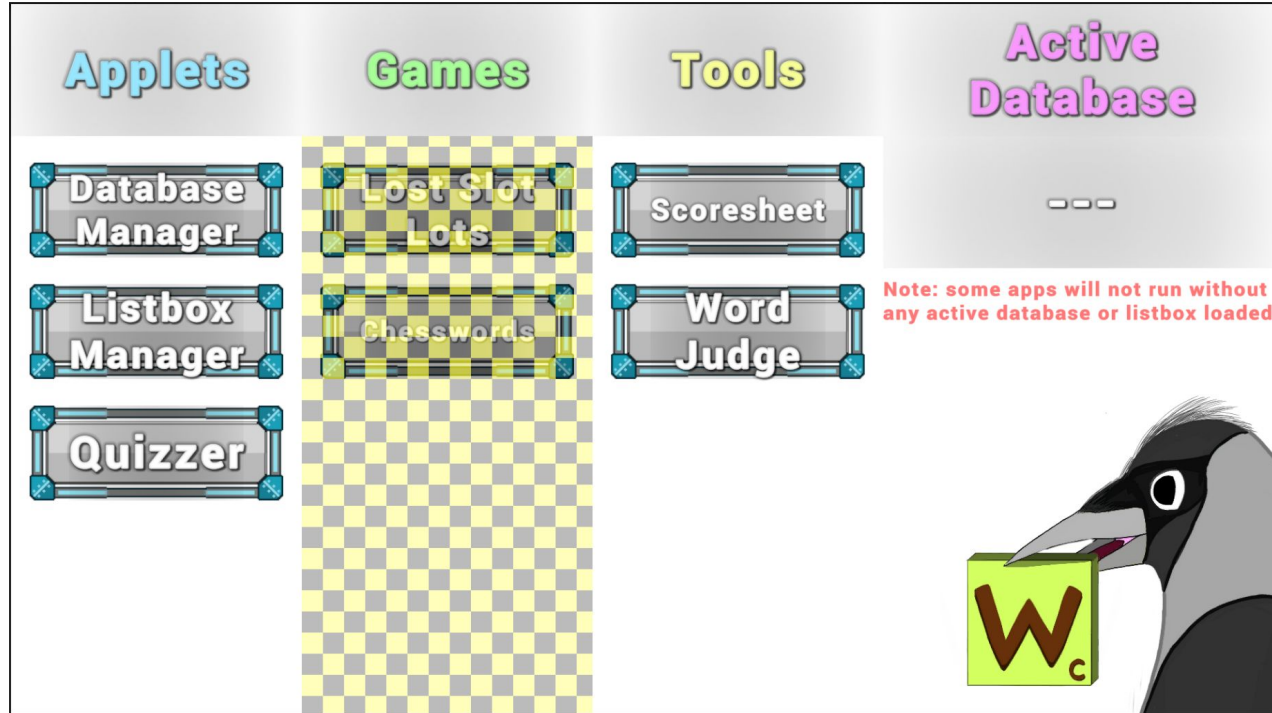 Applets
Games
Tools
Active
Database
Database
Manager
Listbox
Manager
Quizzer
Lost Slot
Lots
Chesswords
Scoresheet
Word
Judge
---
Note: some apps will not run without
any active database or listbox loaded
W
C